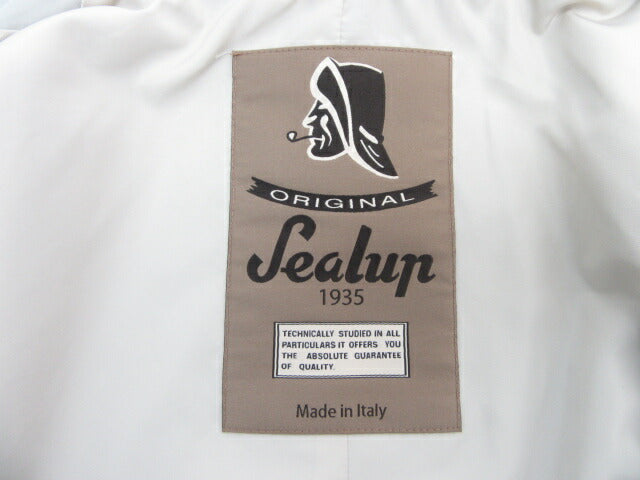 ORIGINAL
Sealup
1935
TECHNICALLY STUDIED IN ALL
PARTICULARS IT OFFERS YOU
THE ABSOLUTE GUARANTEE
OF QUALITY.
Made in Italy